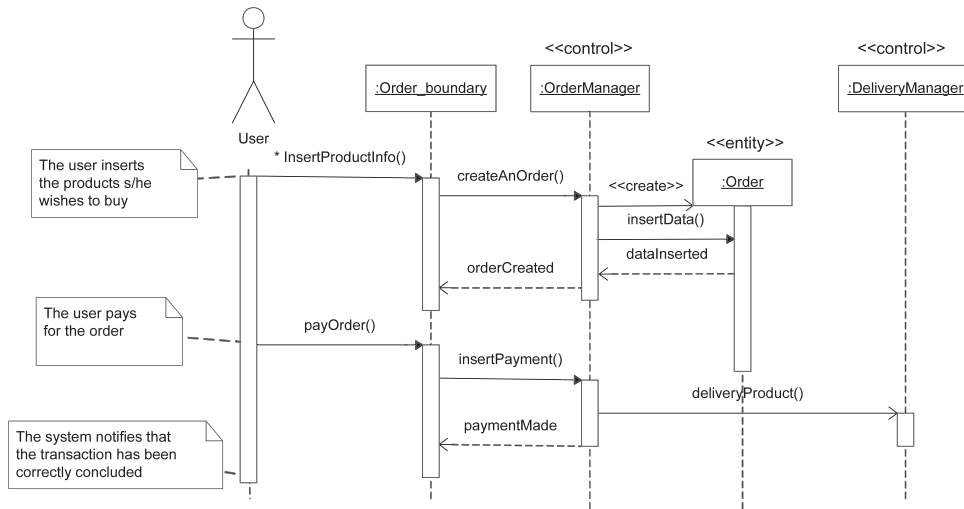 <<control>>
<<control>>
:Order_boundary
:OrderManager
:DeliveryManager
User
<<entity>>
:Order
The user inserts
the products s/he
wishes to buy
* InsertProductInfo()
createAnOrder()
<<create>>
insertData()
dataInserted
orderCreated
The user pays
for the order
payOrder()
insertPayment()
deliveryProduct()
paymentMade
The system notifies that
the transaction has been
correctly concluded